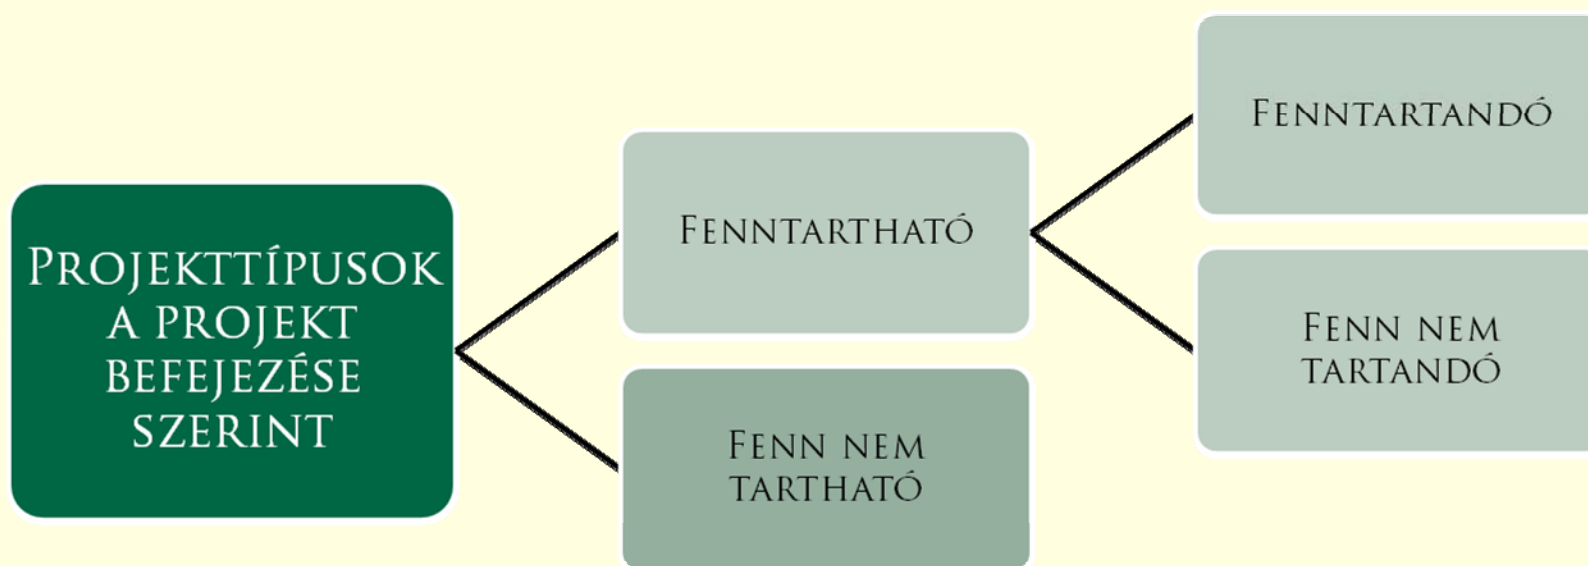 Projekttípusok
a projekt
befejezése
szerint
Fenntartható
Fenn nem
tartható
Fenntartandó
Fenn nem
tartandó